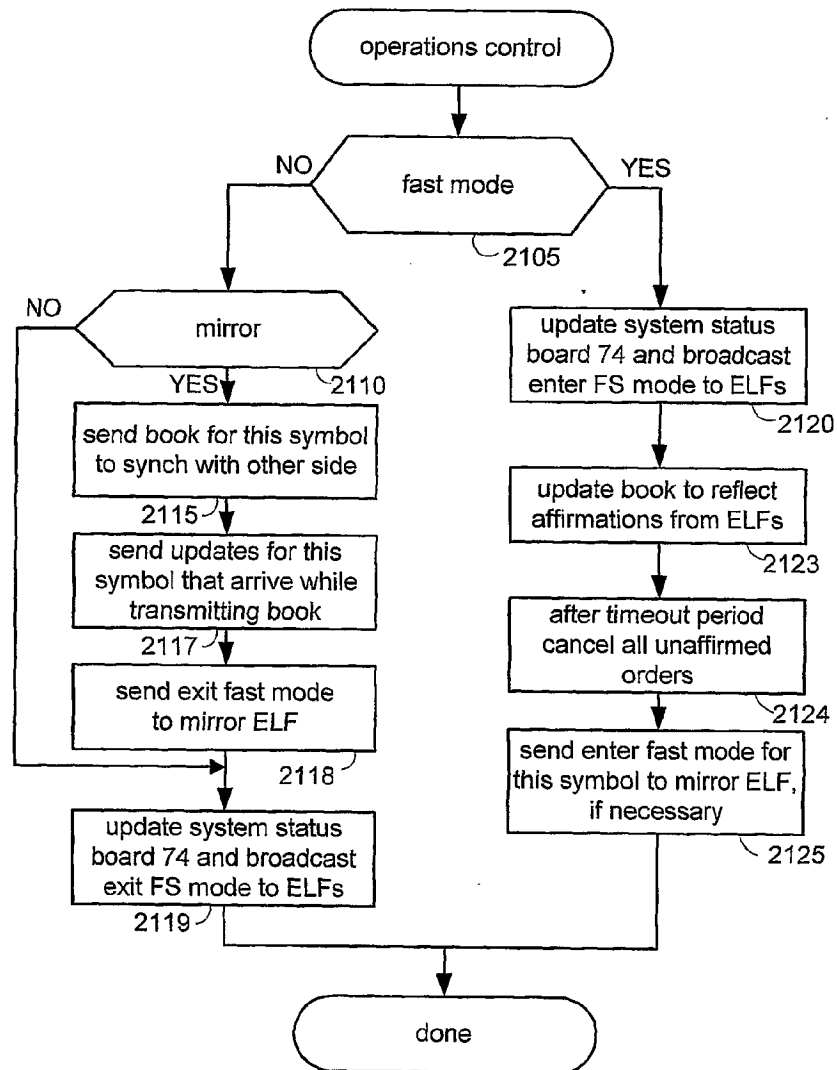 operations control
NO
YES
fast mode
2105
NO
mirror
YES
2110
send book for this symbol
to synch with other side
2115
send updates for this
symbol that arrive while
transmitting book
2117
send exit fast mode
to mirror ELF
2118
update system status
board 74 and broadcast
exit FS mode to ELFs
2119
update system status
board 74 and broadcast
enter FS mode to ELFs
2120
update book to reflect
affirmations from ELFs
2123
after timeout period
cancel all unaffirmed
orders
2124
send enter fast mode for
this symbol to mirror ELF,
if necessary
2125
done